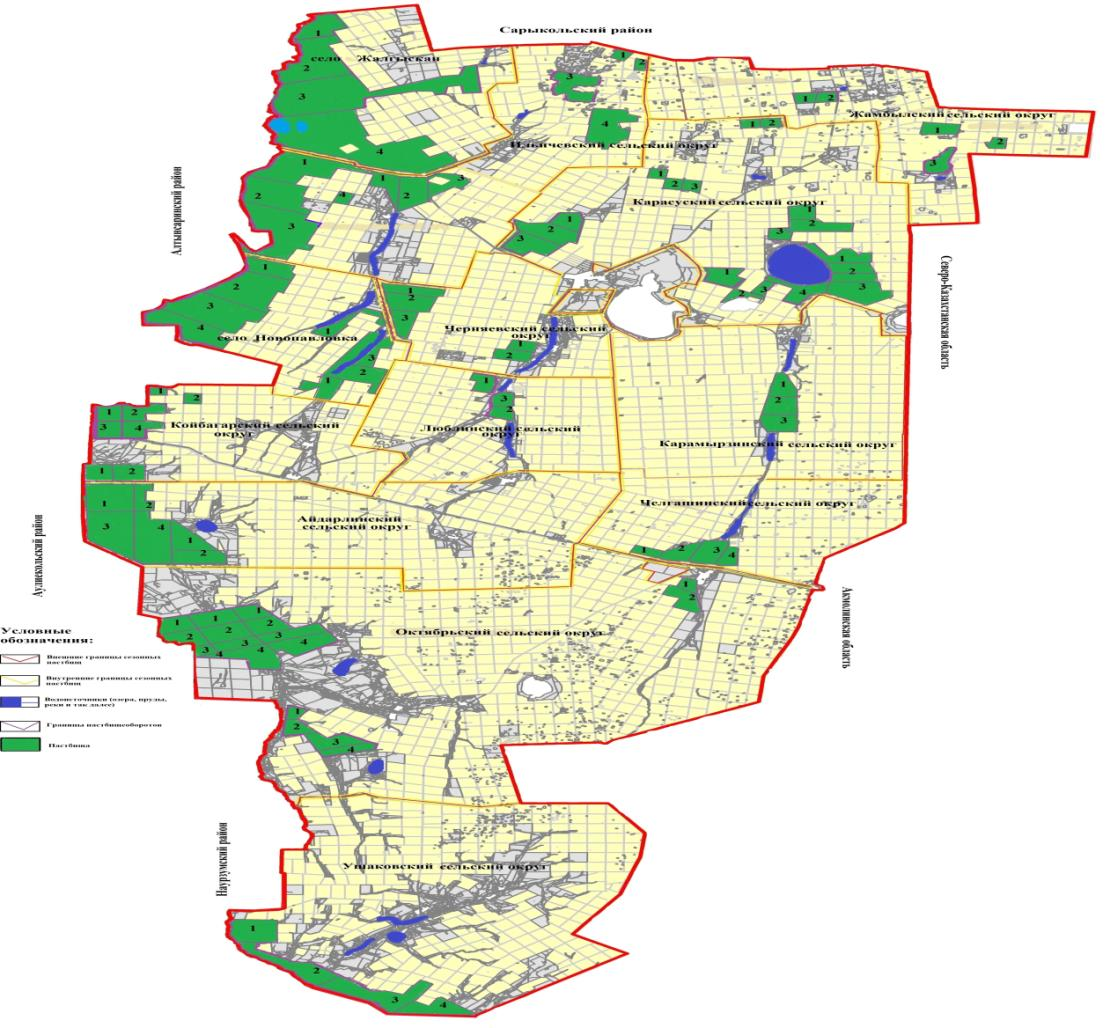 Сарыкольский район
село Жалгыскан
Жамбылский сельский округ
Ильичевский сельский округ
Алтынсаринский район
Карасуский сельский округ
Северо-Казахстанская область
Черняевский сельский
округ
село Новопавловка
Койбагарский сельский
округ
Люблинский сельский
округ
Карамырзинский сельский округ
Челгашинский сельский округ
Айдарлинский
сельский округ
Аулиекольский район
Акмолинская область
Октябрьский сельский округ
Условные
обозначения:
Внешние границы сезонных
пастбищ
Внутренние границы сезонных
пастбищ
Водоисточники (озера, пруды,
реки и так далее)
Границы пастбищеоборотов
Пастбища
Наурзумский район
Ушаковский сельский округ